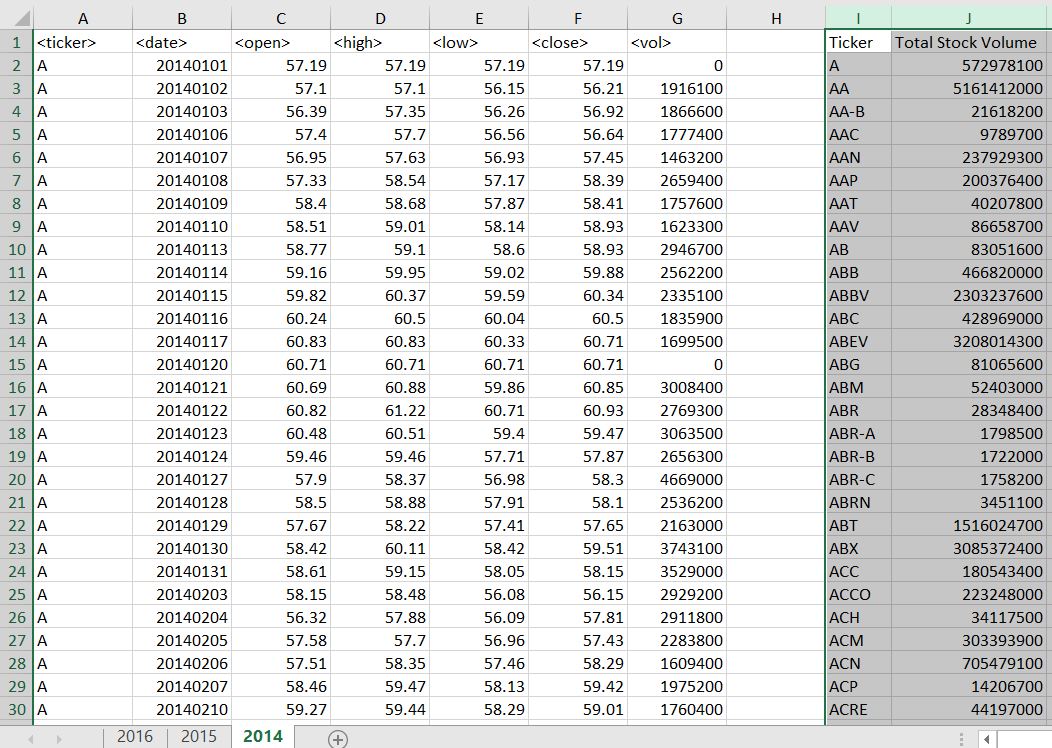 A B C D E F G H I J
1 <ticker> <date> <open> <high> <low> <close> <vol> Ticker Total Stock Volume
2 A 20140101 57.19 57.19 57.19 57.19 0 A 572978100
3 A 20140102 57.1 57.1 56.15 56.21 1916100 AA 5161412000
4 A 20140103 56.39 57.35 56.26 56.92 1866600 AA-B 21618200
5 A 20140106 57.4 57.7 56.56 56.64 1777400 AAC 9789700
6 A 20140107 56.95 57.63 56.93 57.45 1463200 AAN 237929300
7 A 20140108 57.33 58.54 57.17 58.39 2659400 AAP 200376400
8 A 20140109 58.4 58.68 57.87 58.41 1757600 AAT 40207800
9 A 20140110 58.51 59.01 58.14 58.93 1623300 AAV 86658700
10 A 20140113 58.77 59.1 58.6 58.93 2946700 AB 83051600
11 A 20140114 59.16 59.95 59.02 59.88 2562200 ABB 466820000
12 A 20140115 59.82 60.37 59.59 60.34 2335100 ABBV 2303237600
13 A 20140116 60.24 60.5 60.04 60.5 1835900 ABC 428969000
14 A 20140117 60.83 60.83 60.33 60.71 1699500 ABEV 3208014300
15 A 20140120 60.71 60.71 60.71 60.71 0 ABG 81065600
16 A 20140121 60.69 60.88 59.86 60.85 3008400 ABM 52403000
17 A 20140122 60.82 61.22 60.71 60.93 2769300 ABR 28348400
18 A 20140123 60.48 60.51 59.4 59.47 3063500 ABR-A 1798500
19 A 20140124 59.46 59.46 57.71 57.87 2656300 ABR-B 1722000
20 A 20140127 57.9 58.37 56.98 58.3 4669000 ABR-C 1758200
21 A 20140128 58.5 58.88 57.91 58.1 2536200 ABRN 3451100
22 A 20140129 57.67 58.22 57.41 57.65 2163000 ABT 1516024700
23 A 20140130 58.42 60.11 58.42 59.51 3743100 ABX 3085372400
24 A 20140131 58.61 59.15 58.05 58.15 3529000 ACC 180543400
25 A 20140203 58.15 58.48 56.08 56.15 2929200 ACCO 223248000
26 A 20140204 56.32 57.88 56.09 57.81 2911800 ACH 34117500
27 A 20140205 57.58 57.7 56.96 57.43 2283800 ACM 303393900
28 A 20140206 57.51 58.35 57.46 58.29 1609400 ACN 705479100
29 A 20140207 58.46 59.47 58.13 59.42 1975200 ACP 14206700
30 A 20140210 59.27 59.44 58.29 59.01 1760400 ACRE 44197000
2016 2015 2014